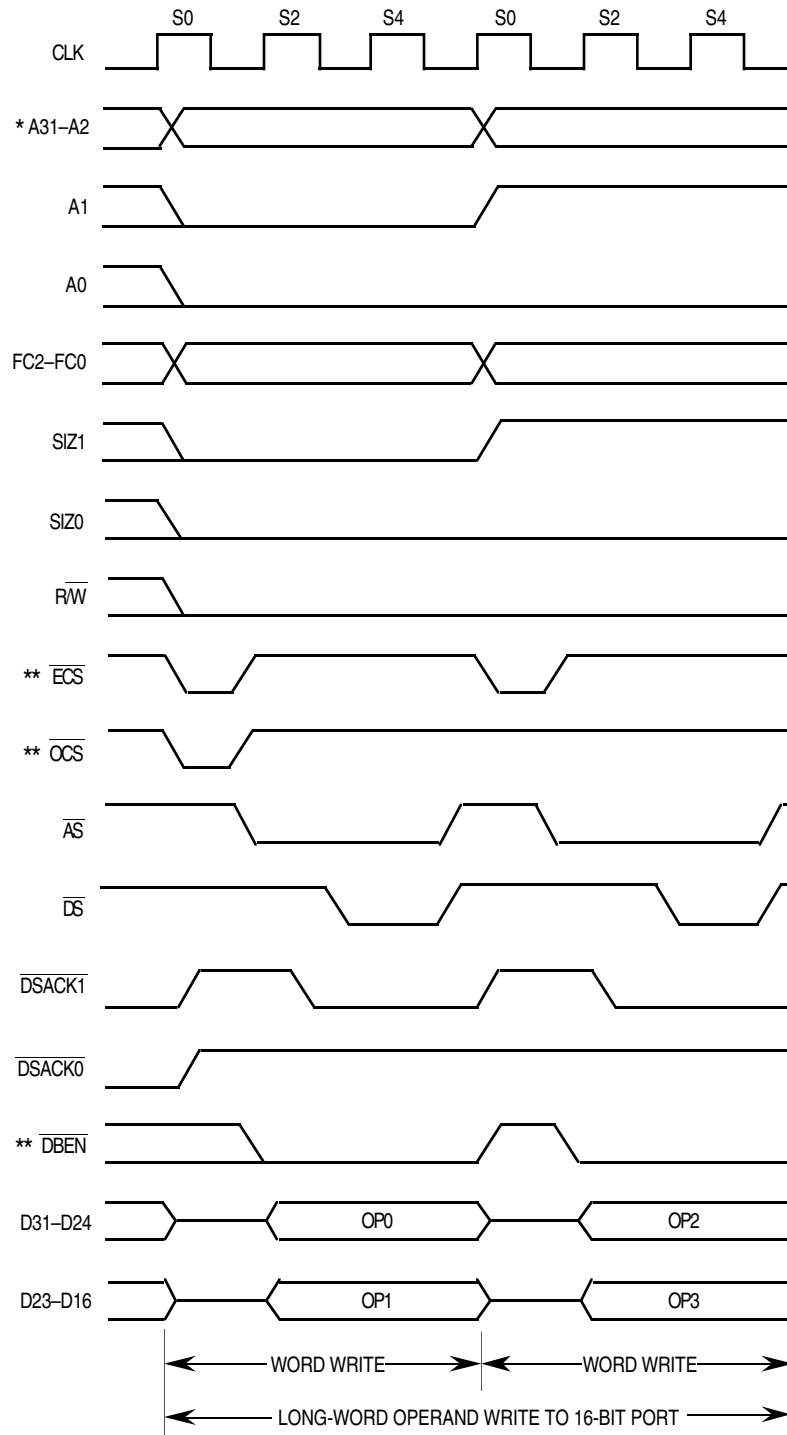 S0 S2 S4 S0 S2 S4
CLK
* A31–A2
A1
A0
FC2–FC0
SIZ1
SIZ0
R/W
** ECS
** OCS
AS
DS
DSACK1
DSACK0
** DBEN
D31–D24 OP0 OP2
D23–D16 OP1 OP3
WORD WRITE WORD WRITE
LONG-WORD OPERAND WRITE TO 16-BIT PORT